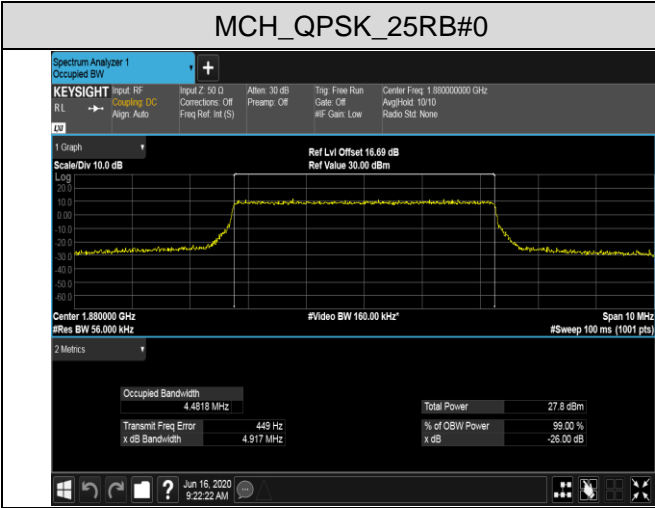 MCH_QPSK_25RB#0
Spectrum Analyzer 1
Occupied BW
+
KEYSIGHT Input: RF Input Z: 50 Ω Atten: 30 dB Trig: Free Run Center Freq: 1.880000000 GHz
RL Coupling: DC Corrections: Off Preamp: Off Gate: Off Avg|Hold: 10/10
Align: Auto Freq Ref: Int (S) #IF Gain: Low Radio Std: None
1 Graph
Ref Lvl Offset 16.69 dB
Scale/Div 10.0 dB Ref Value 30.00 dBm
Log
20.0
10.0
0.00
-10.0
-20.0
-30.0
-40.0
-50.0
-60.0
Center 1.880000 GHz #Video BW 160.00 kHz* Span 10 MHz
#Res BW 56.000 kHz #Sweep 100 ms (1001 pts)
2 Metrics
Occupied Bandwidth
4.4818 MHz Total Power 27.8 dBm
Transmit Freq Error 449 Hz % of OBW Power 99.00 %
x dB Bandwidth 4.917 MHz x dB -26.00 dB
? Jun 16, 2020
9:22:22 AM